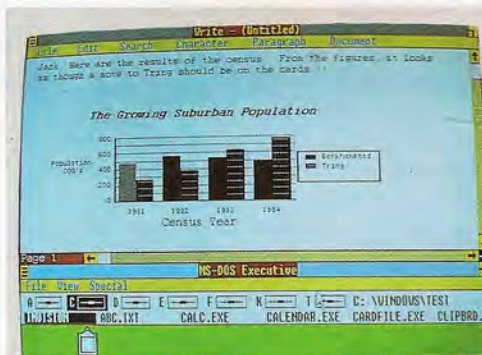 Write - (Untitled)
File Edit Search Character Paragraph Document
Jack, Here are the results of the census. From the figures, it looks
as though a move to Tring should be on the cards !!
The Growing Suburban Population
800
600
400
200
0
Population
000's
Berkhamsted
Tring
1981 1982 1983 1984
Census Year
Page 1
MS-DOS Executive
File View Special
A C D E F K T C: \WINDOWS\TEST
ABC.TXT CALC.EXE CALENDAR.EXE CARDFILE.EXE CLIPBRD.